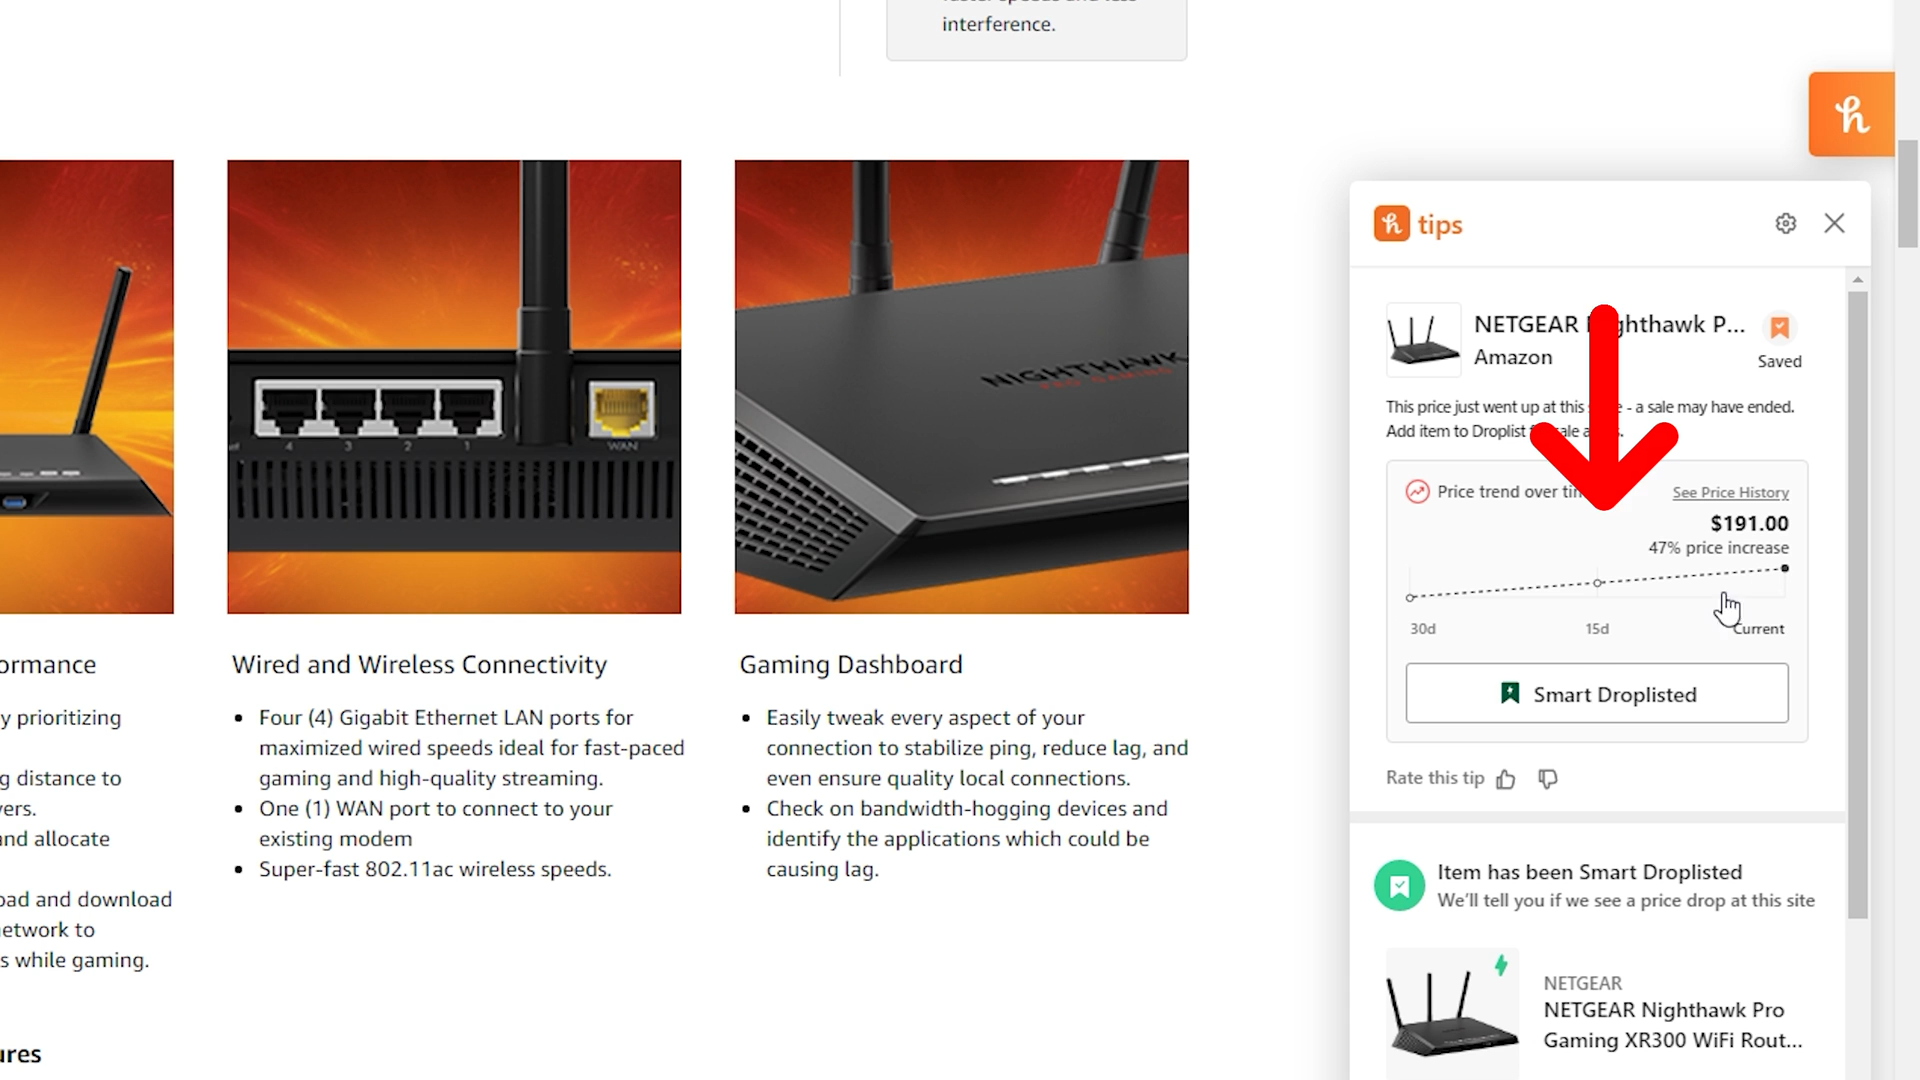 interference.
tips
NETGEAR
Amazon
Saved
This price just went up at this - a sale may have ended.
Add item to Droplist
Price trend over
See Price History
$191.00
47% price increase
30d
15d
Current
Smart Droplisted
Rate this tip
Item has been Smart Droplisted
We'll tell you if we see a price drop at this site
NETGEAR
NETGEAR Nighthawk Pro
Gaming XR300 WiFi Rout...
4 3 2 1
WAN
NIGHTHAWK
PRO GAMING
ormance
y prioritizing
g distance to
vers.
and allocate
oad and download
network to
s while gaming.
ures
Wired and Wireless Connectivity
• Four (4) Gigabit Ethernet LAN ports for
maximized wired speeds ideal for fast-paced
gaming and high-quality streaming.
• One (1) WAN port to connect to your
existing modem
• Super-fast 802.11ac wireless speeds.
Gaming Dashboard
• Easily tweak every aspect of your
connection to stabilize ping, reduce lag, and
even ensure quality local connections.
• Check on bandwidth-hogging devices and
identify the applications which could be
causing lag.